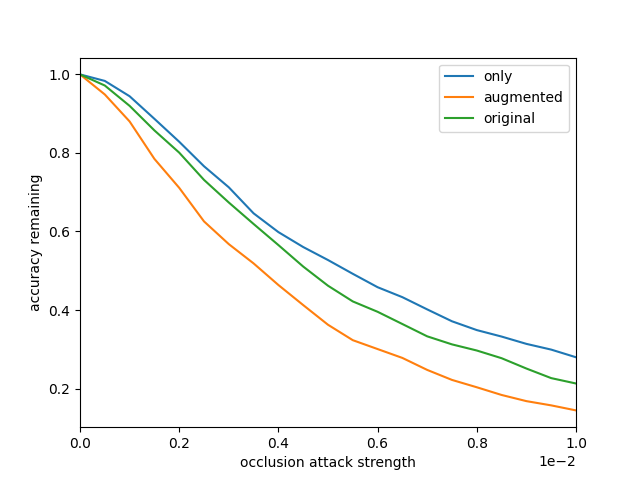 only
augmented
original
accuracy remaining
1.0
0.8
0.6
0.4
0.2
0.0 0.2 0.4 0.6 0.8 1.0
1e−2
occlusion attack strength